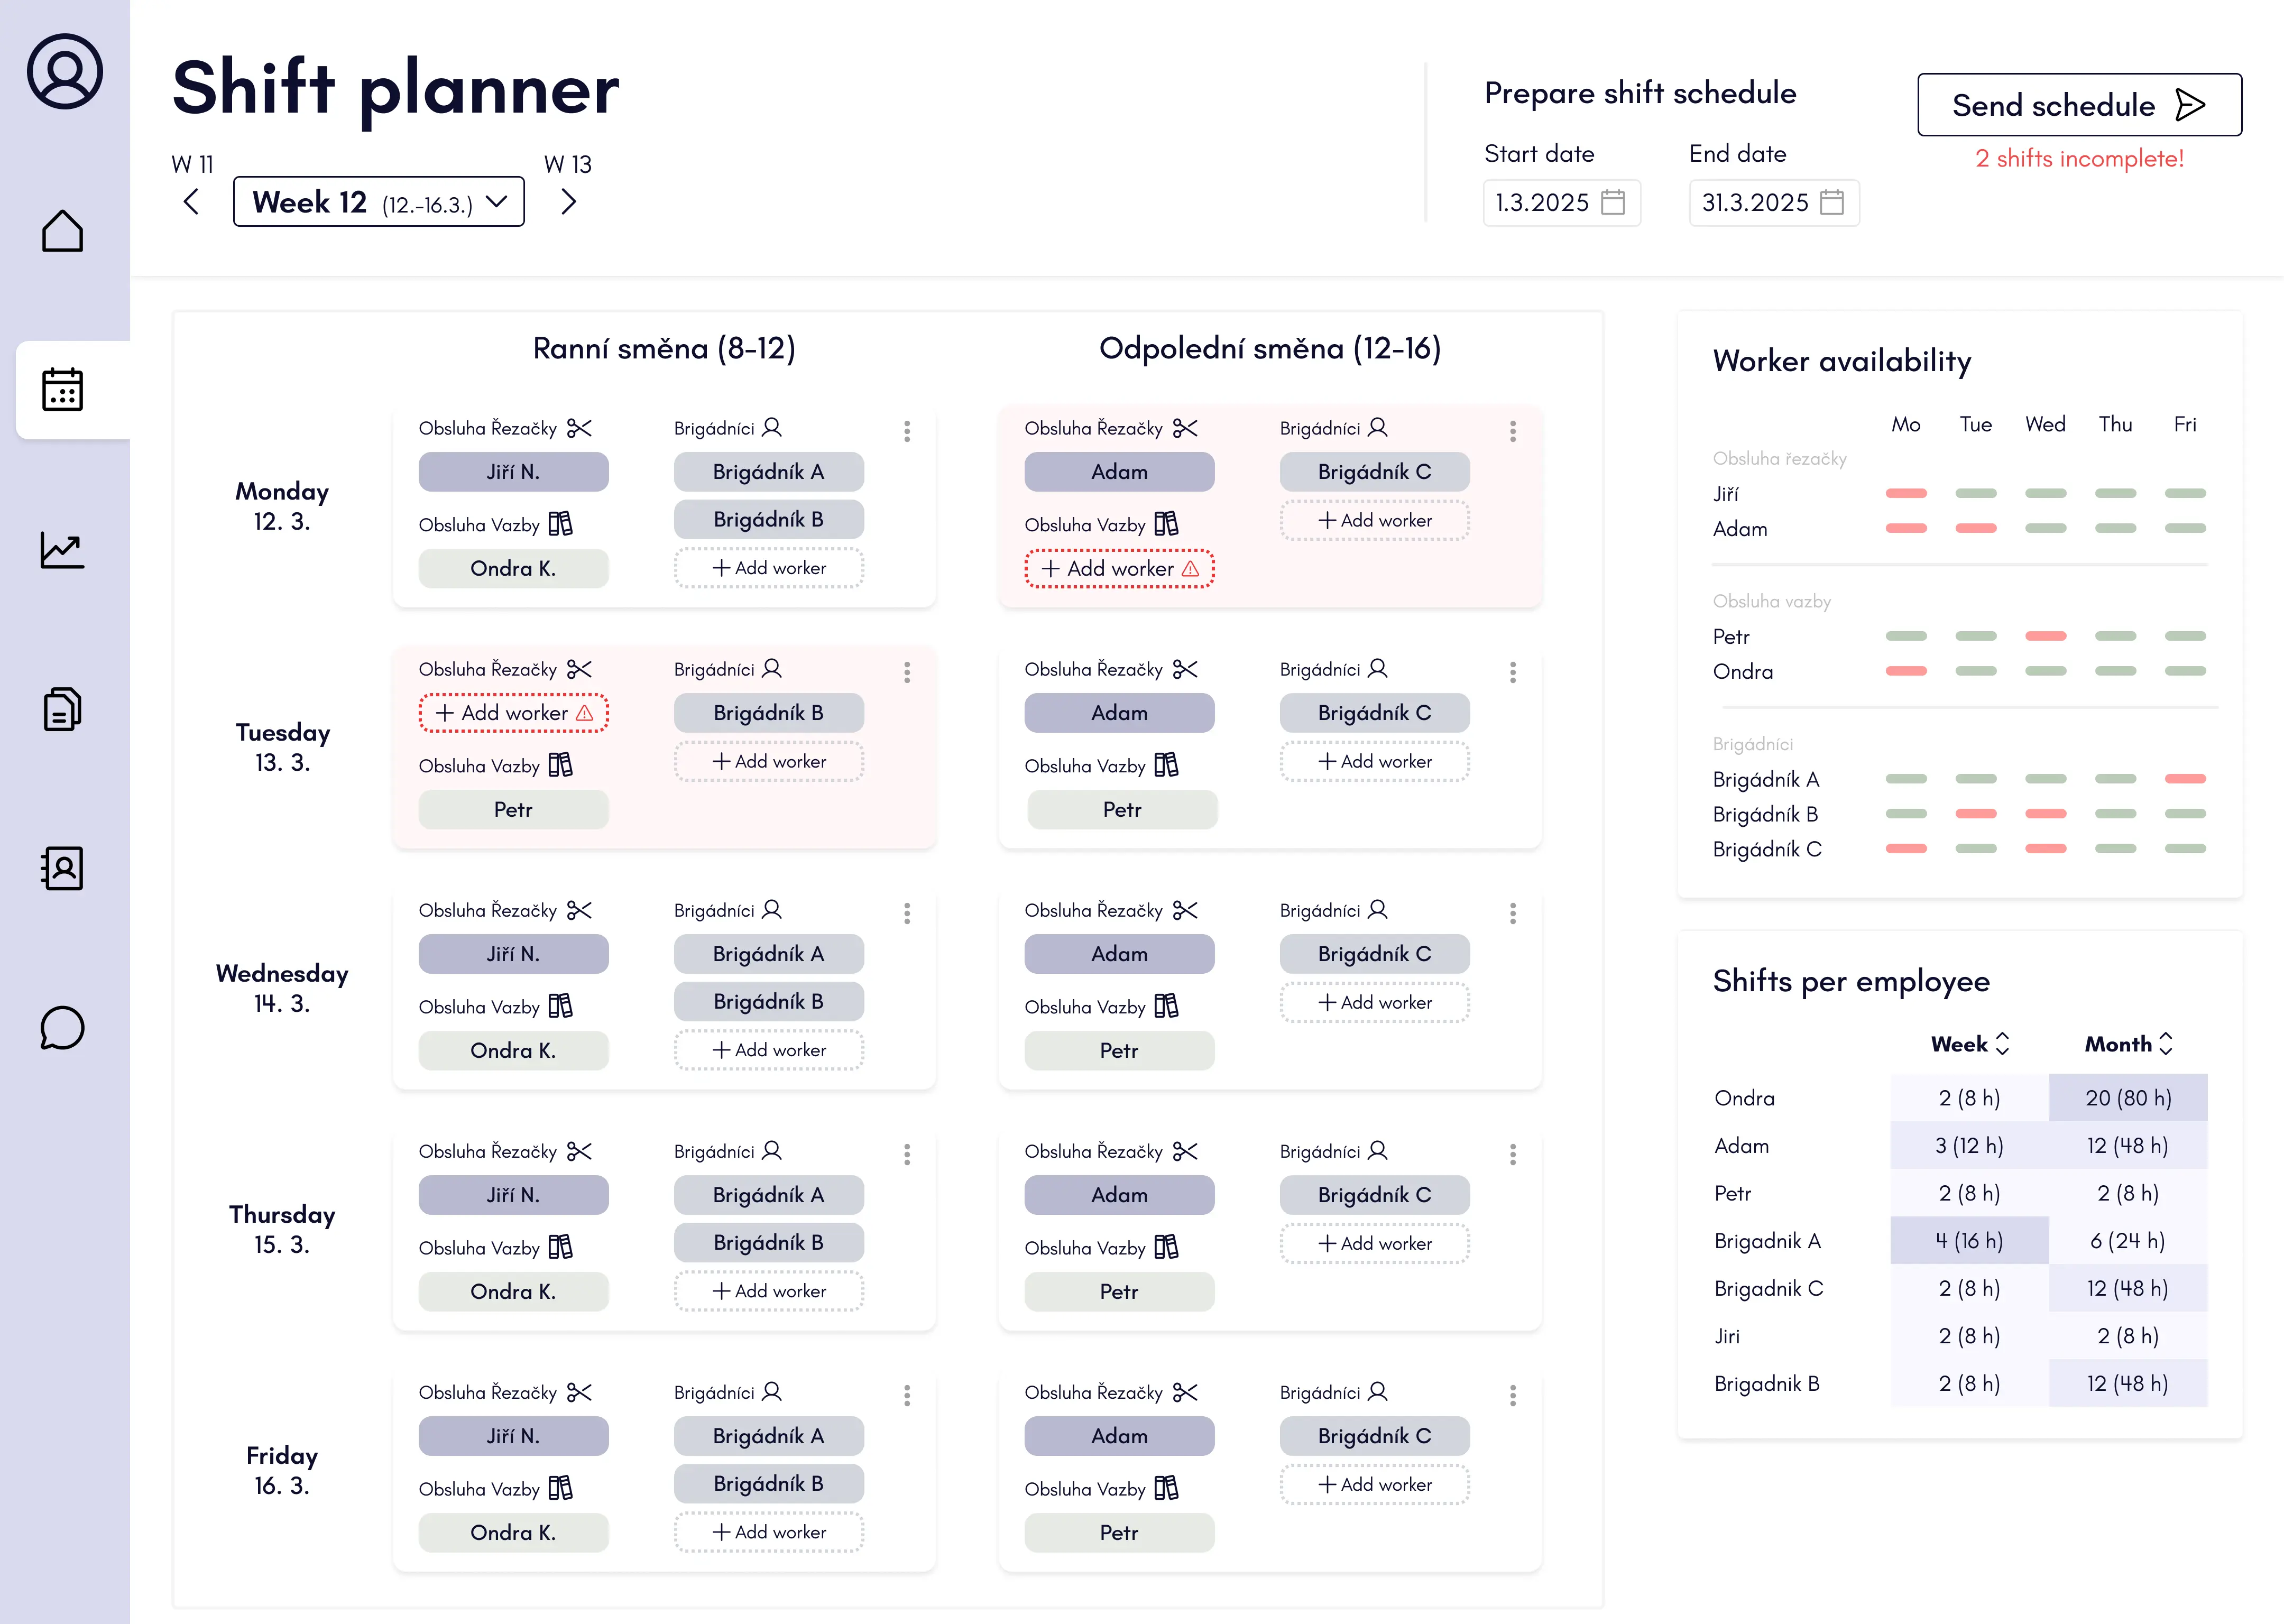 Shift planner
W 11
Week 12 (12.-16.3.)
W 13
Prepare shift schedule
Start date
End date
1.3.2025
31.3.2025
Send schedule
2 shifts incomplete!
Ranní směna (8-12)
Odpolední směna (12-16)
Monday
12. 3.
Obsluha Řezačky
Jiří N.
Obsluha Vazby
Ondra K.
Brigádníci
Brigádník A
Brigádník B
Add worker
Obsluha Řezačky
Adam
Obsluha Vazby
Add worker
Brigádníci
Brigádník C
Add worker
Tuesday
13. 3.
Obsluha Řezačky
Add worker
Obsluha Vazby
Petr
Brigádníci
Brigádník B
Add worker
Obsluha Řezačky
Adam
Obsluha Vazby
Petr
Brigádníci
Brigádník C
Add worker
Wednesday
14. 3.
Obsluha Řezačky
Jiří N.
Obsluha Vazby
Ondra K.
Brigádníci
Brigádník A
Brigádník B
Add worker
Obsluha Řezačky
Adam
Obsluha Vazby
Petr
Brigádníci
Brigádník C
Add worker
Thursday
15. 3.
Obsluha Řezačky
Jiří N.
Obsluha Vazby
Ondra K.
Brigádníci
Brigádník A
Brigádník B
Add worker
Obsluha Řezačky
Adam
Obsluha Vazby
Petr
Brigádníci
Brigádník C
Add worker
Friday
16. 3.
Obsluha Řezačky
Jiří N.
Obsluha Vazby
Ondra K.
Brigádníci
Brigádník A
Brigádník B
Add worker
Obsluha Řezačky
Adam
Obsluha Vazby
Petr
Brigádníci
Brigádník C
Add worker
Worker availability
Mo Tue Wed Thu Fri
Obsluha řezačky
Jiří
Adam
Obsluha vazby
Petr
Ondra
Brigádníci
Brigádník A
Brigádník B
Brigádník C
Shifts per employee
Week Month
Ondra 2 (8 h) 20 (80 h)
Adam 3 (12 h) 12 (48 h)
Petr 2 (8 h) 2 (8 h)
Brigadnik A 4 (16 h) 6 (24 h)
Brigadnik C 2 (8 h) 12 (48 h)
Jiri 2 (8 h) 2 (8 h)
Brigadnik B 2 (8 h) 12 (48 h)